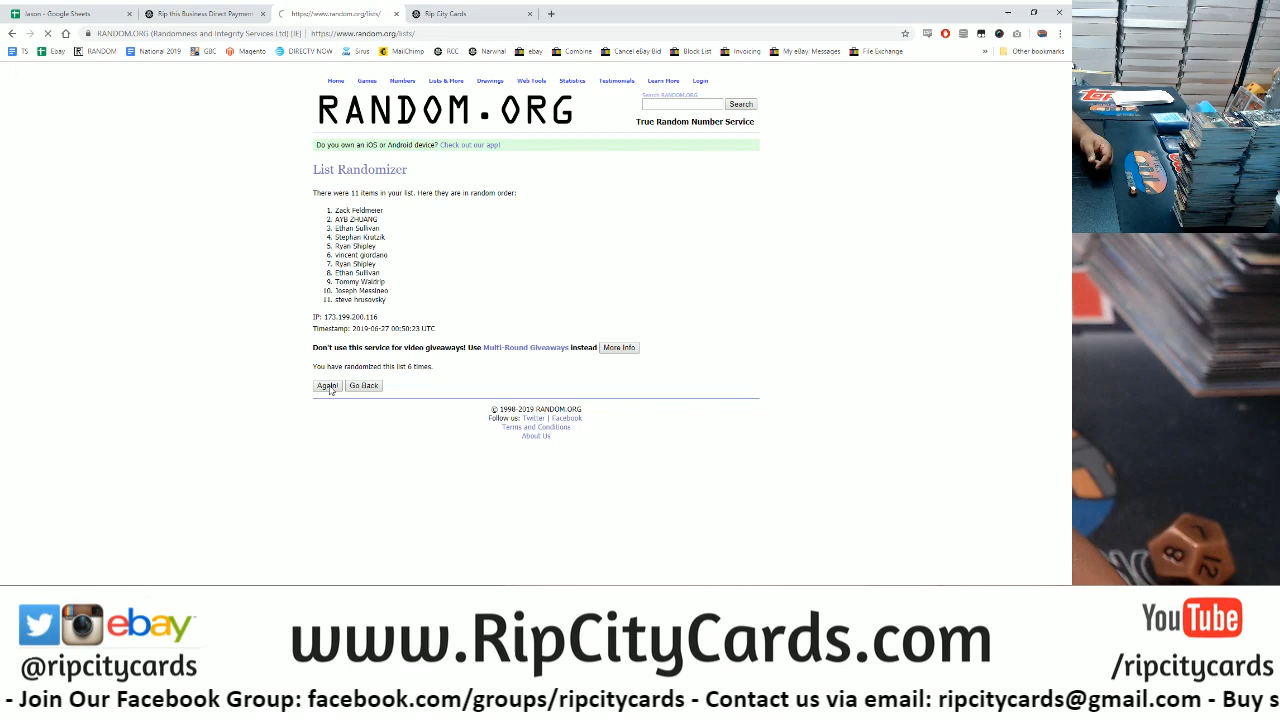 Jason - Google Sheets
Rip this Business Direct Payment
https://www.random.org/lists/
Rip City Cards
RANDOM.ORG (Randomness and Integrity Services Ltd) [IE] | https://www.random.org/lists/
TS Ebay RANDOM National 2019 GBC Magento DIRECTV NOW Sirus MailChimp RCC Narwhal ebay Combine Cancel eBay Bid Block List Invoicing My eBay: Messages File Exchange » Other bookmarks
Home Games Numbers Lists & More Drawings Web Tools Statistics Testimonials Learn More Login
RANDOM.ORG
Search RANDOM.ORG
Search
True Random Number Service
Do you own an iOS or Android device? Check out our app!
List Randomizer
There were 11 items in your list. Here they are in random order:
1. Zack Feldmeier
2. AYB ZHUANG
3. Ethan Sullivan
4. Stephan Krutzik
5. Ryan Shipley
6. vincent giordano
7. Ryan Shipley
8. Ethan Sullivan
9. Tommy Waldrip
10. Joseph Messineo
11. steve hrusovsky
IP: 173.199.200.116
Timestamp: 2019-06-27 00:50:23 UTC
Don't use this service for video giveaways! Use Multi-Round Giveaways instead More Info
You have randomized this list 6 times.
Again! Go Back
© 1998-2019 RANDOM.ORG
Follow us: Twitter | Facebook
Terms and Conditions
About Us
8 12
ebay
@ripcitycards
www.RipCityCards.com
YouTube
/ripcitycards
- Join Our Facebook Group: facebook.com/groups/ripcitycards - Contact us via email: ripcitycards@gmail.com - Buy s